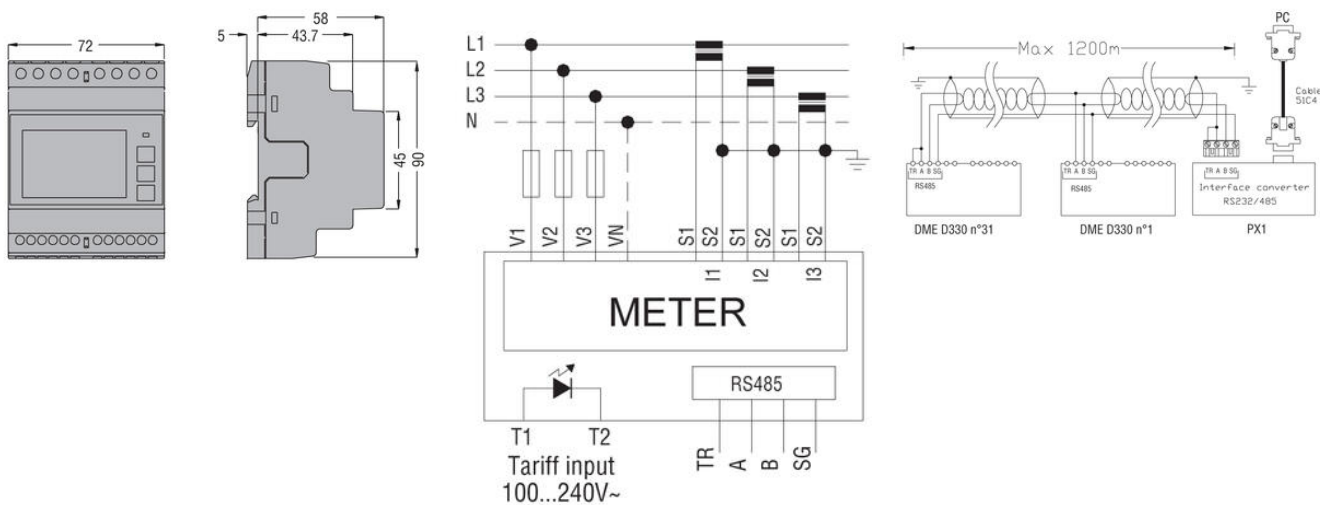 72
5
58
43.7
45
90
L1
L2
L3
N
V1
V2
V3
VN
S1
S2
S1
S2
S1
S2
I1
I2
I3
METER
RS485
T1
T2
TR
A
B
SG
Tariff input
100...240V~
Max 1200m
PC
Cable
51C4
TR A B SG
RS485
DME D330 n°31
TR A B SG
RS485
DME D330 n°1
TR A B SG
Interface converter
RS232/485
PX1